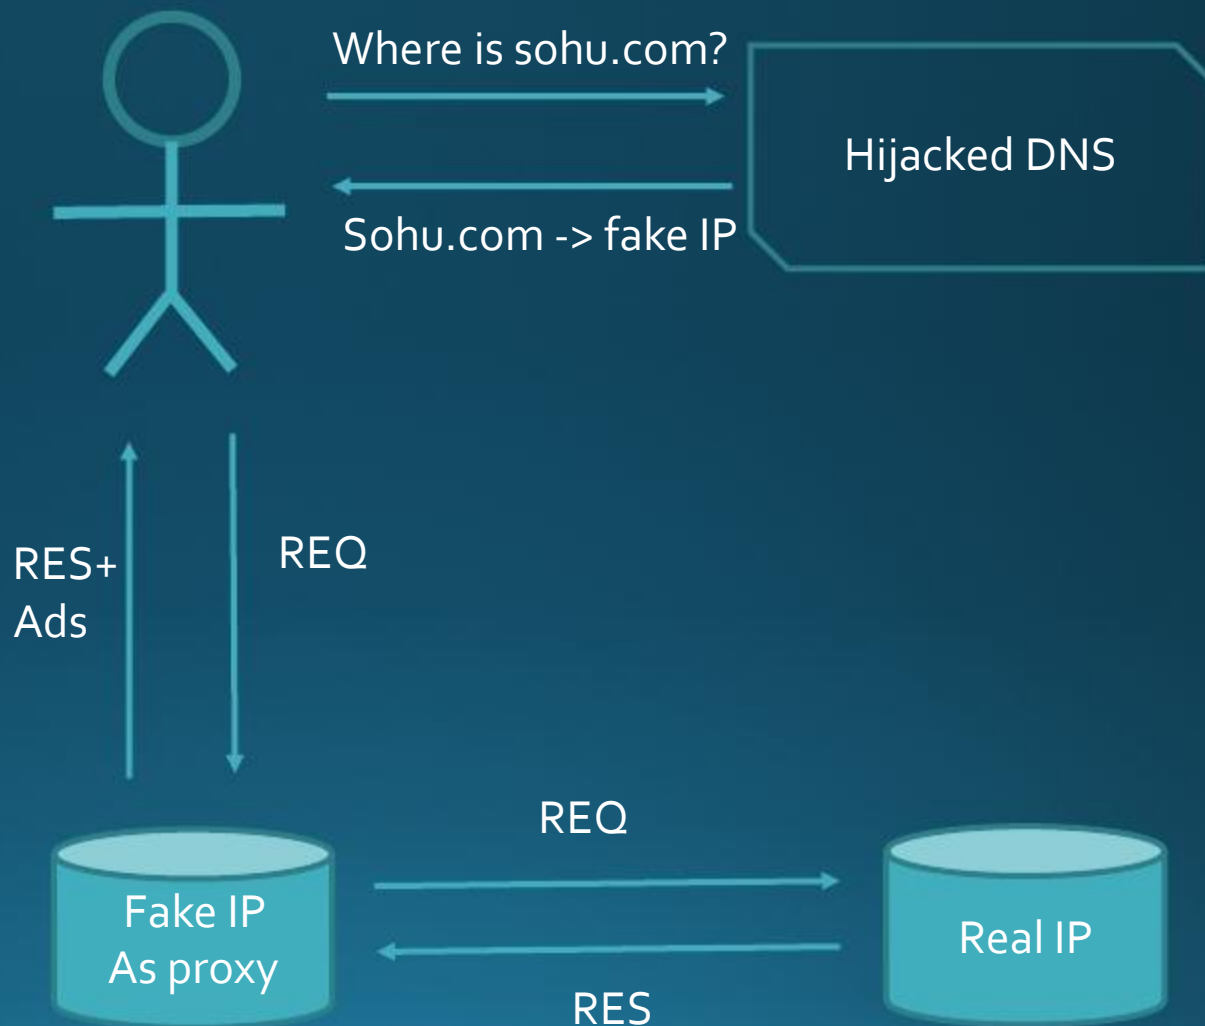 Where is sohu.com?
Hijacked DNS
Sohu.com -> fake IP
RES+
Ads
REQ
REQ
Fake IP
As proxy
Real IP
RES